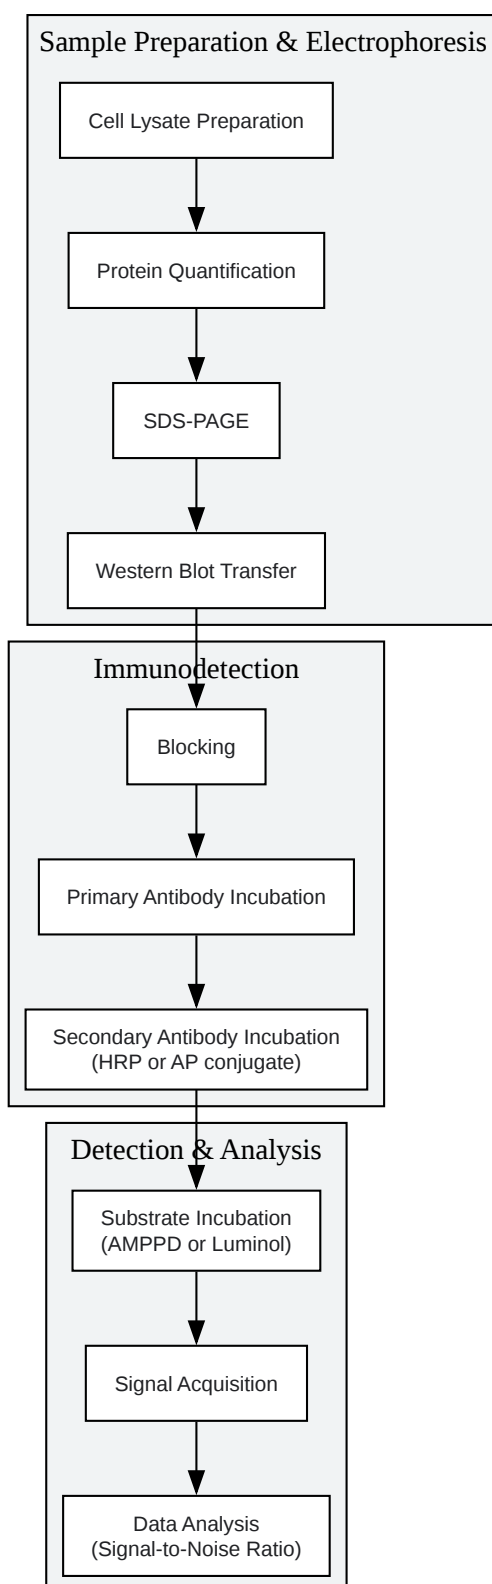 Sample Preparation & Electrophoresis
Cell Lysate Preparation
Protein Quantification
SDS-PAGE
Western Blot Transfer
Immunodetection
Blocking
Primary Antibody Incubation
Secondary Antibody Incubation
(HRP or AP conjugate)
Detection & Analysis
Substrate Incubation
(AMPPD or Luminol)
Signal Acquisition
Data Analysis
(Signal-to-Noise Ratio)